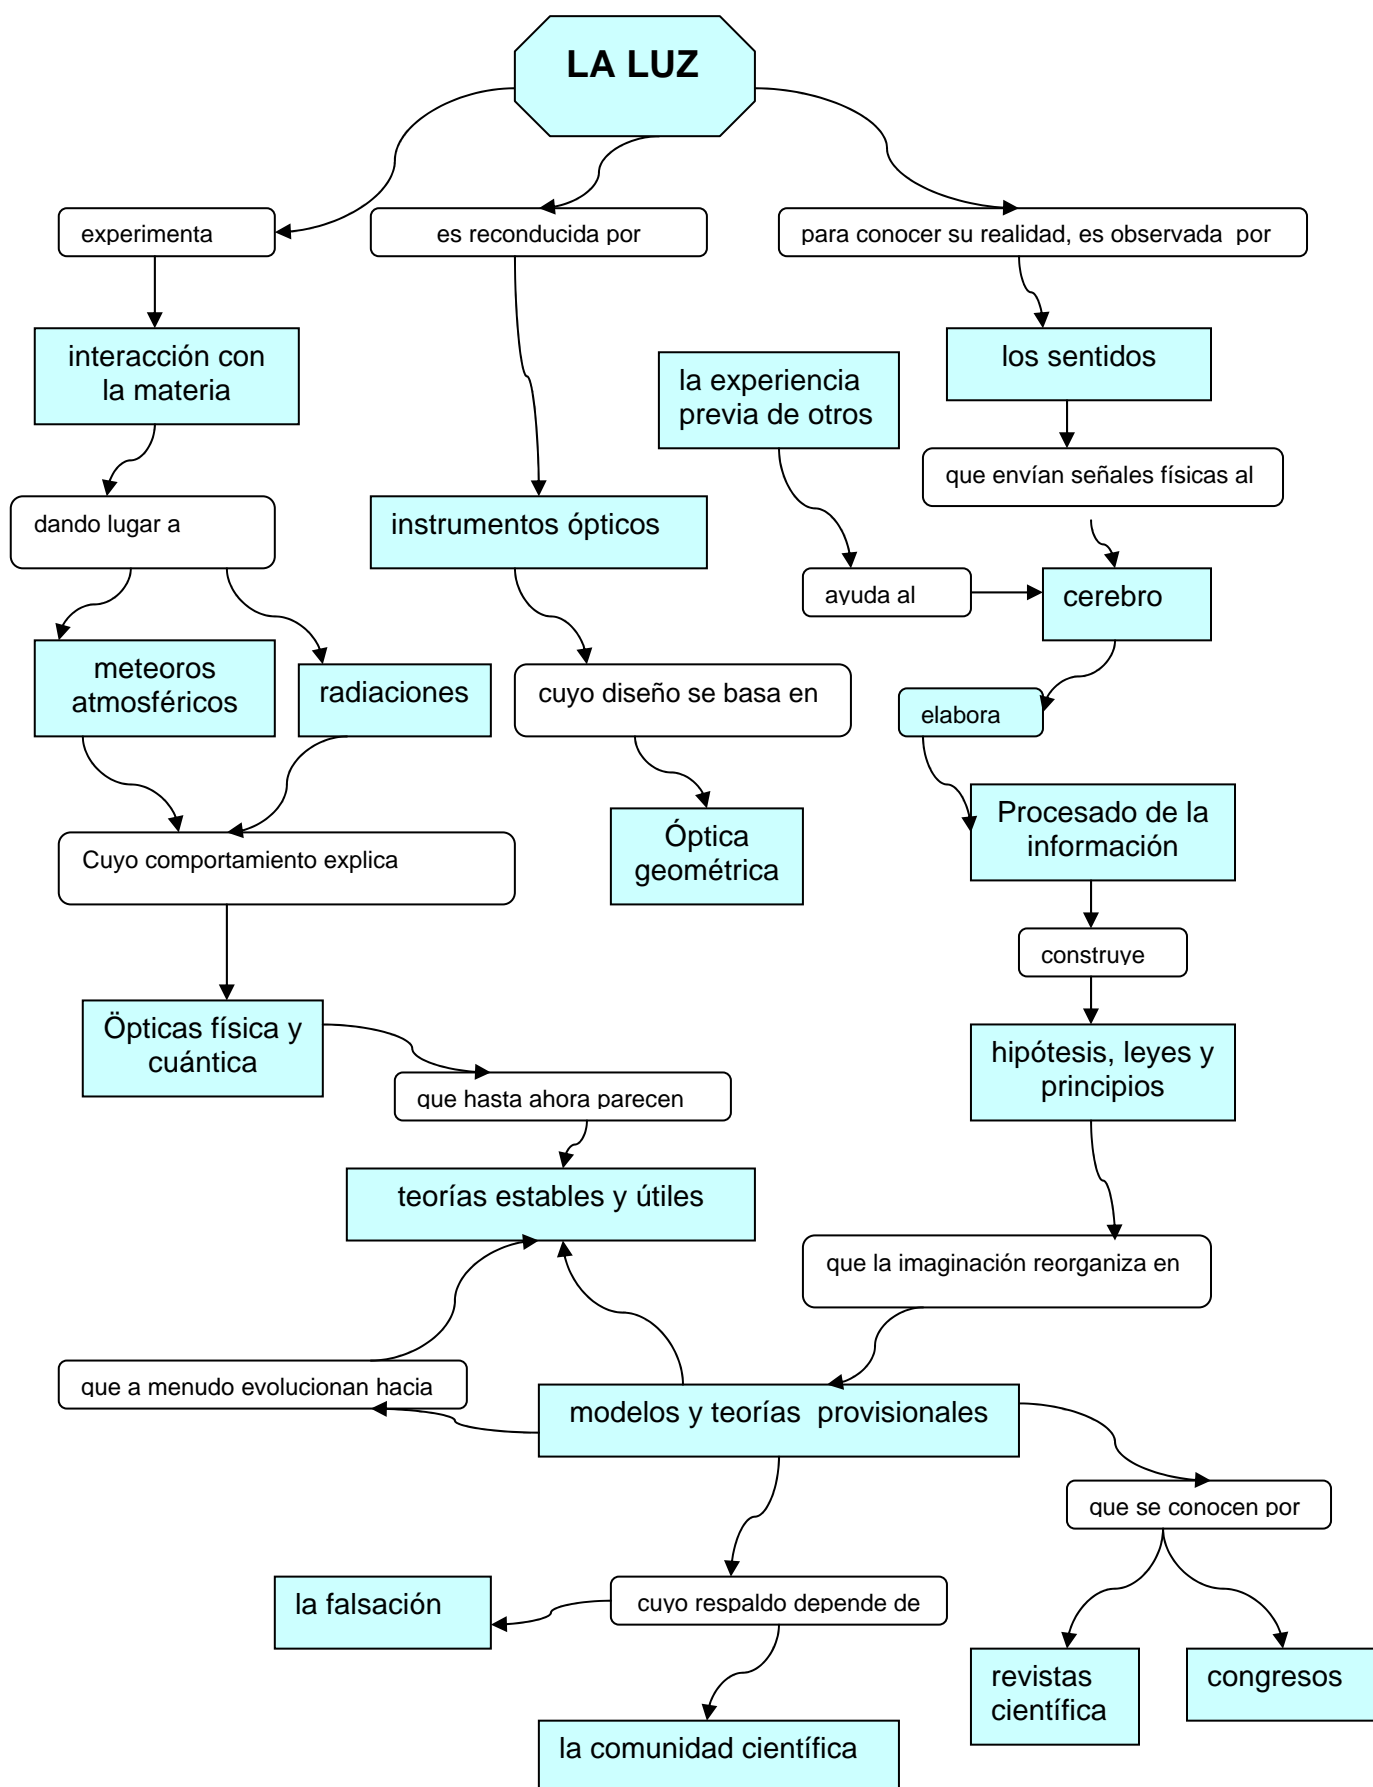 LA LUZ
experimenta
es reconducida por
para conocer su realidad, es observada por
interacción con
la materia
la experiencia
previa de otros
los sentidos
que envían señales físicas al
dando lugar a
instrumentos ópticos
ayuda al
cerebro
meteoros
atmosféricos
radiaciones
cuyo diseño se basa en
elabora
Procesado de la
información
Óptica
geométrica
Cuyo comportamiento explica
construye
Öpticas física y
cuántica
hipótesis, leyes y
principios
que hasta ahora parecen
teorías estables y útiles
que la imaginación reorganiza en
que a menudo evolucionan hacia
modelos y teorías provisionales
que se conocen por
la falsación
cuyo respaldo depende de
revistas
científica
congresos
la comunidad científica